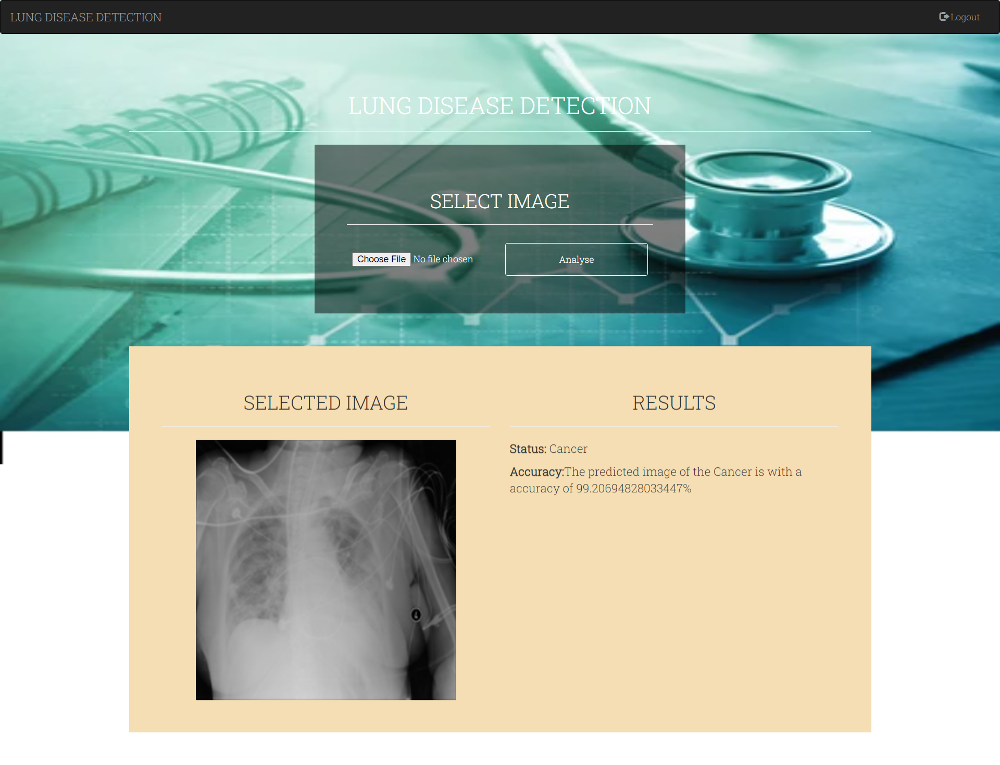 LUNG DISEASE DETECTION
Logout
LUNG DISEASE DETECTION
SELECT IMAGE
Choose File No file chosen
Analyse
SELECTED IMAGE
RESULTS
Status: Cancer
Accuracy:The predicted image of the Cancer is with a
accuracy of 99.20694828033447%
L